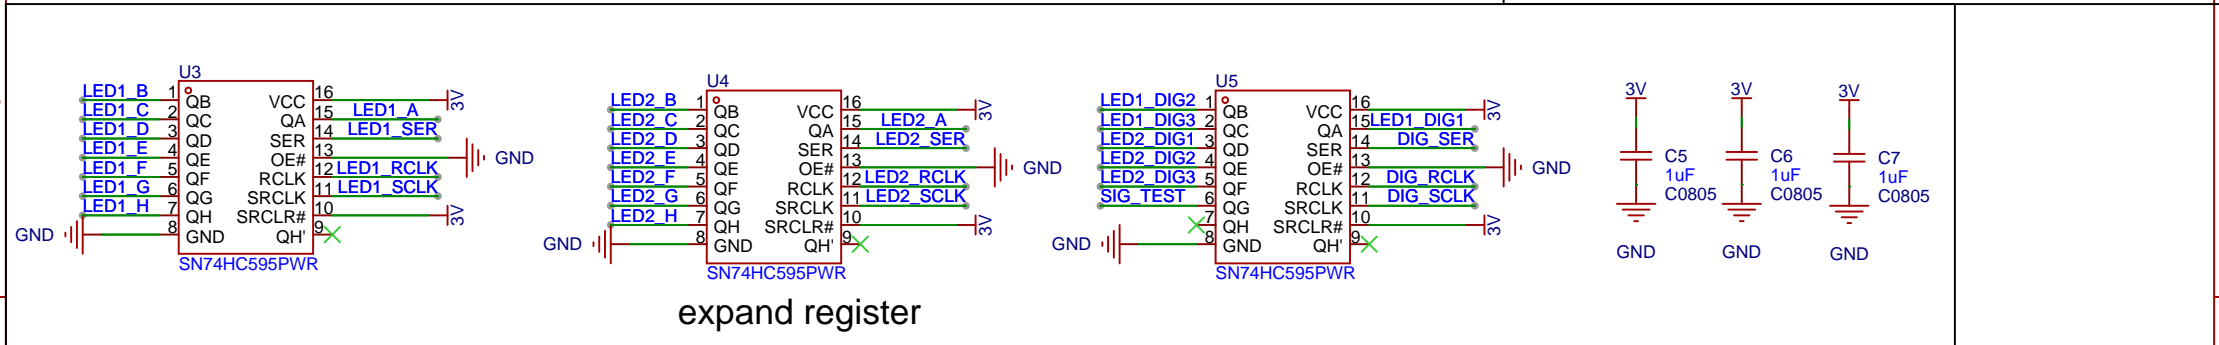 U3
LED1_B 1 QB VCC 16 3V
LED1_C 2 QC QA 15 LED1_A
LED1_D 3 QD SER 14 LED1_SER
LED1_E 4 QE OE# 13 GND
LED1_F 5 QF RCLK 12 LED1_RCLK
LED1_G 6 QG SRCLK 11 LED1_SCLK
LED1_H 7 QH SRCLR# 10 3V
GND 8 GND QH' 9
SN74HC595PWR
U4
LED2_B 1 QB VCC 16 3V
LED2_C 2 QC QA 15 LED2_A
LED2_D 3 QD SER 14 LED2_SER
LED2_E 4 QE OE# 13 GND
LED2_F 5 QF RCLK 12 LED2_RCLK
LED2_G 6 QG SRCLK 11 LED2_SCLK
LED2_H 7 QH SRCLR# 10 3V
GND 8 GND QH' 9
SN74HC595PWR
U5
LED1_DIG2 1 QB VCC 16 3V
LED1_DIG3 2 QC QA 15 LED1_DIG1
LED2_DIG1 3 QD SER 14 DIG_SER
LED2_DIG2 4 QE OE# 13 GND
LED2_DIG3 5 QF RCLK 12 DIG_RCLK
SIG_TEST 6 QG SRCLK 11 DIG_SCLK
7 QH SRCLR# 10 3V
GND 8 GND QH' 9
SN74HC595PWR
3V
C5
1uF
C0805
GND
3V
C6
1uF
C0805
GND
3V
C7
1uF
C0805
GND
expand register